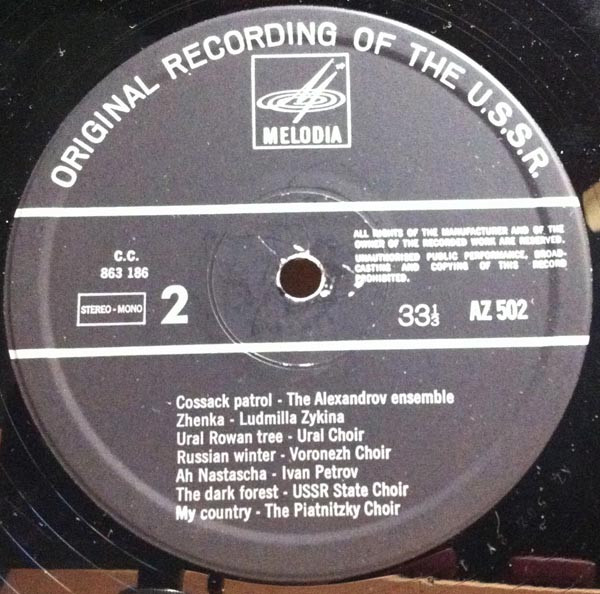 ORIGINAL RECORDING OF THE U.S.S.R.
MELODIA
C.C.
863 186
STEREO-MONO
2
ALL RIGHTS OF THE MANUFACTURER AND OF THE
OWNER OF THE RECORDED WORK ARE RESERVED.
UNAUTHORISED PUBLIC PERFORMANCE, BROAD-
CASTING AND COPYING OF THIS RECORD
PROHIBITED.
33⅓
AZ 502
Cossack patrol - The Alexandrov ensemble
Zhenka - Ludmilla Zykina
Ural Rowan tree - Ural Choir
Russian winter - Voronezh Choir
Ah Nastascha - Ivan Petrov
The dark forest - USSR State Choir
My country - The Piatnitzky Choir